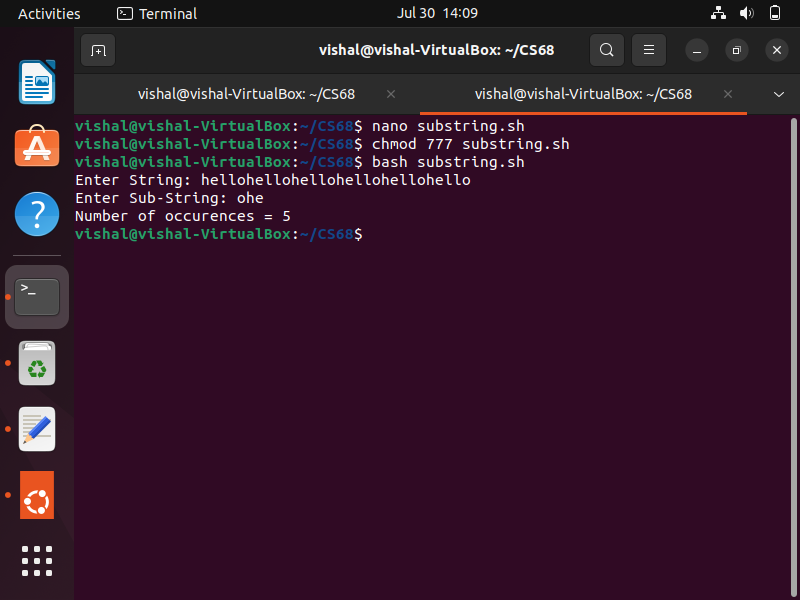 Activities Terminal Jul 30 14:09
vishal@vishal-VirtualBox: ~/CS68
vishal@vishal-VirtualBox: ~/CS68 vishal@vishal-VirtualBox: ~/CS68
vishal@vishal-VirtualBox:~/CS68$ nano substring.sh
vishal@vishal-VirtualBox:~/CS68$ chmod 777 substring.sh
vishal@vishal-VirtualBox:~/CS68$ bash substring.sh
Enter String: hellohellohellohellohellohello
Enter Sub-String: ohe
Number of occurences = 5
vishal@vishal-VirtualBox:~/CS68$